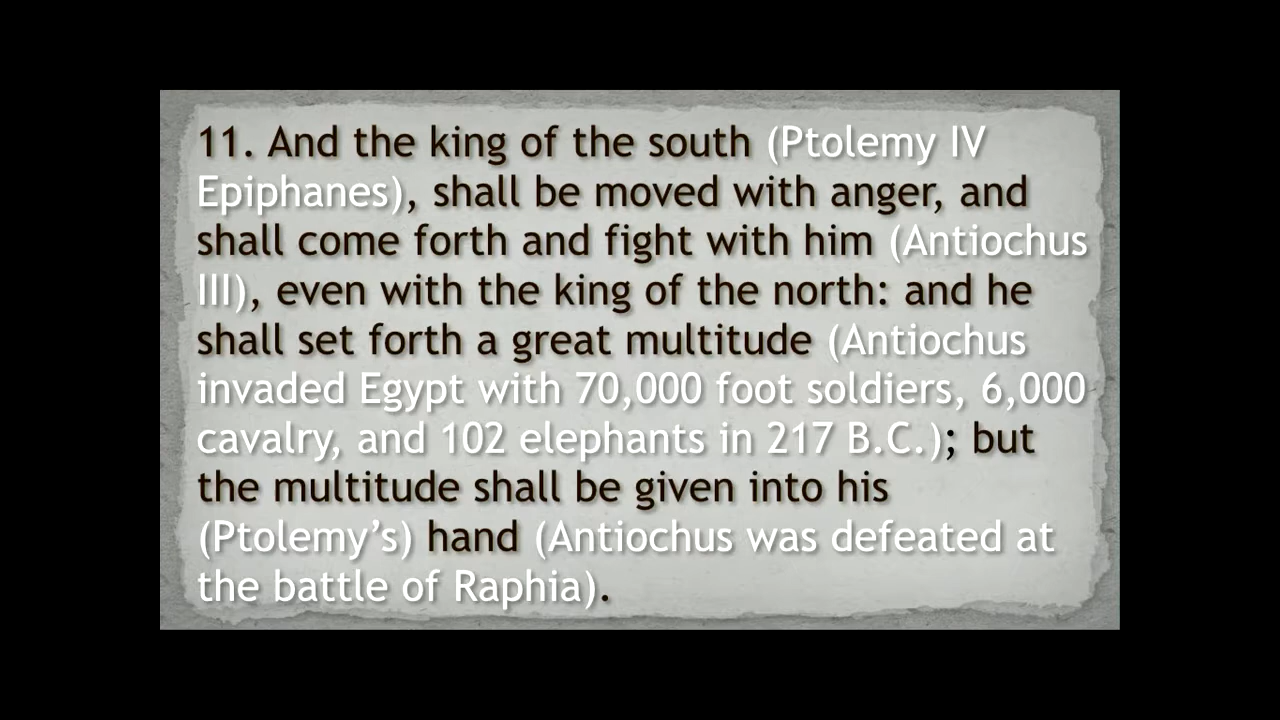 11. And the king of the south (Ptolemy IV
Epiphanes), shall be moved with anger, and
shall come forth and fight with him (Antiochus
III), even with the king of the north: and he
shall set forth a great multitude (Antiochus
invaded Egypt with 70,000 foot soldiers, 6,000
cavalry, and 102 elephants in 217 B.C.); but
the multitude shall be given into his
(Ptolemy’s) hand (Antiochus was defeated at
the battle of Raphia).